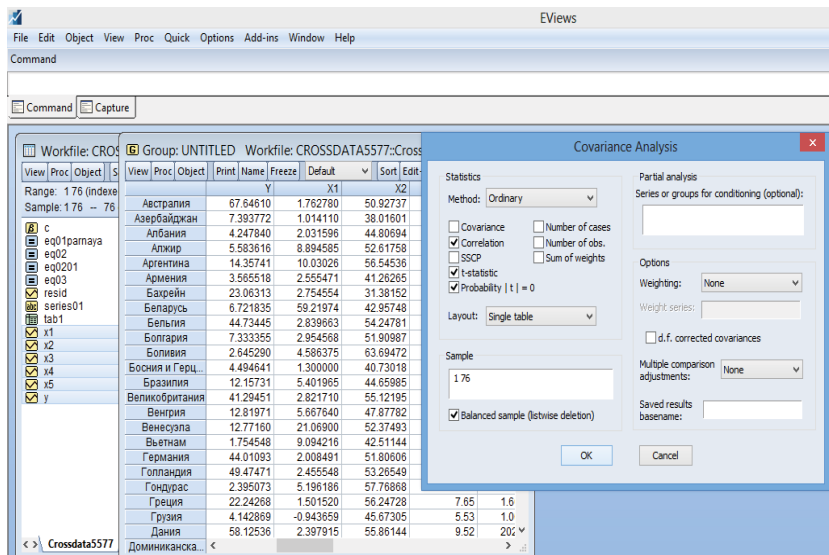 EViews
File Edit Object View Proc Quick Options Add-ins Window Help
Command
Command Capture
Workfile: CROS
View Proc Object S
Range: 1 76 (indexe
Sample: 1 76 -- 76
c
eq01parnaya
eq02
eq0201
eq03
resid
series01
tab1
x1
x2
x3
x4
x5
y
Crossdata5577
Group: UNTITLED Workfile: CROSSDATA5577::Cross
View Proc Object Print Name Freeze Default Sort Edit
Y X1 X2
Австралия 67.64610 1.762780 50.92737
Азербайджан 7.393772 1.014110 38.01601
Албания 4.247840 2.031596 44.80694
Алжир 5.583616 8.894585 52.61758
Аргентина 14.35741 10.03026 56.54536
Армения 3.565518 2.555471 41.26265
Бахрейн 23.06313 2.754554 31.38152
Беларусь 6.721835 59.21974 42.95748
Бельгия 44.73445 2.839663 54.24781
Болгария 7.333355 2.954568 51.90987
Боливия 2.645290 4.586375 63.69472
Босния и Герц... 4.494641 1.300000 40.73018
Бразилия 12.15731 5.401965 44.65985
Великобритания 41.29451 2.821710 55.12195
Венгрия 12.81971 5.667640 47.87782
Венесуэла 12.77160 21.06900 52.37493
Вьетнам 1.754548 9.094216 42.51144
Германия 44.01093 2.008491 51.80606
Голландия 49.47471 2.455548 53.26549
Гондурас 2.395073 5.196186 57.76868
Греция 22.24268 1.501520 56.24728 7.65 1.6
Грузия 4.142869 -0.943659 45.67305 5.53 1.0
Дания 58.12536 2.397915 55.86144 9.52 202
Доминиканска...
Covariance Analysis
Statistics
Method: Ordinary
Covariance Number of cases
Correlation Number of obs.
SSCP Sum of weights
t-statistic
Probability | t | = 0
Layout: Single table
Sample
1 76
Balanced sample (listwise deletion)
Partial analysis
Series or groups for conditioning (optional):
Options
Weighting: None
Weight series:
d.f. corrected covariances
Multiple comparison adjustments: None
Saved results basename:
OK Cancel